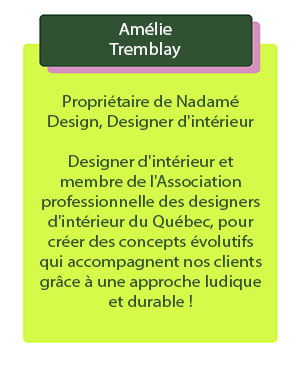 Amélie
Tremblay
Propriétaire de Nadamé
Design, Designer d'intérieur
Designer d'intérieur et
membre de l'Association
professionnelle des designers
d'intérieur du Québec, pour
créer des concepts évolutifs
qui accompagnent nos clients
grâce à une approche ludique
et durable !